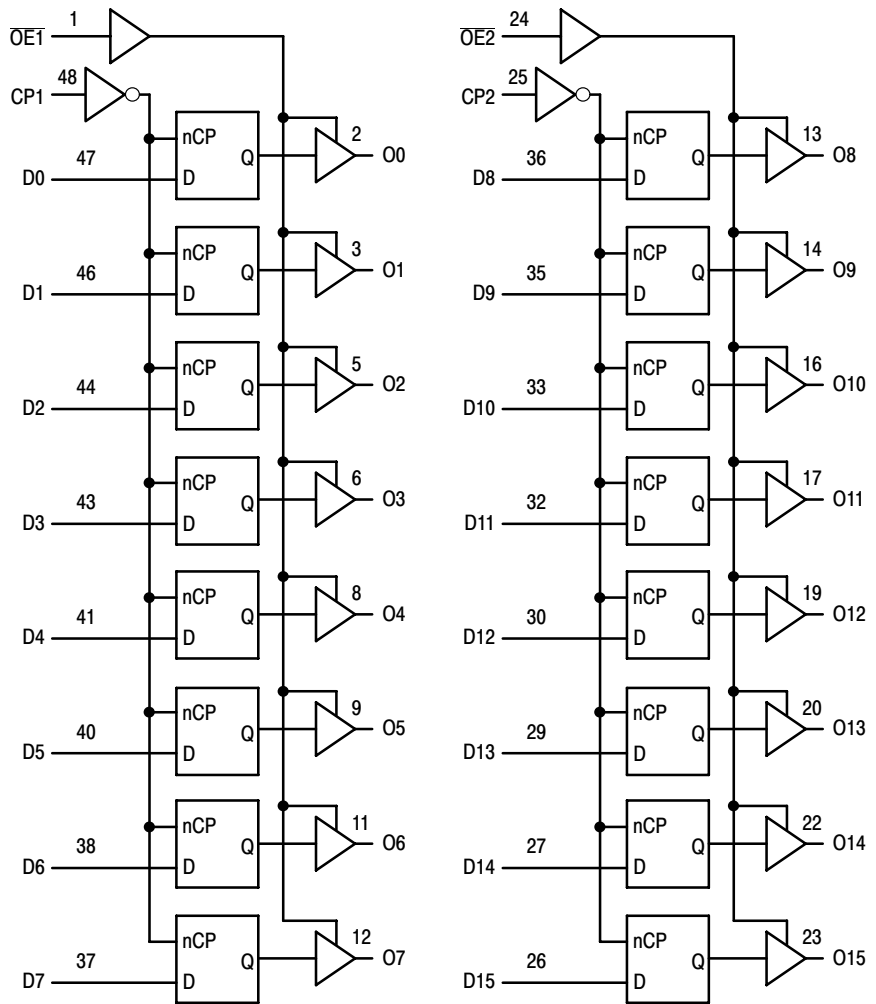 OE1 1
CP1 48
nCP
D0 47 D Q 2 O0
nCP
D1 46 D Q 3 O1
nCP
D2 44 D Q 5 O2
nCP
D3 43 D Q 6 O3
nCP
D4 41 D Q 8 O4
nCP
D5 40 D Q 9 O5
nCP
D6 38 D Q 11 O6
nCP
D7 37 D Q 12 O7
OE2 24
CP2 25
nCP
D8 36 D Q 13 O8
nCP
D9 35 D Q 14 O9
nCP
D10 33 D Q 16 O10
nCP
D11 32 D Q 17 O11
nCP
D12 30 D Q 19 O12
nCP
D13 29 D Q 20 O13
nCP
D14 27 D Q 22 O14
nCP
D15 26 D Q 23 O15